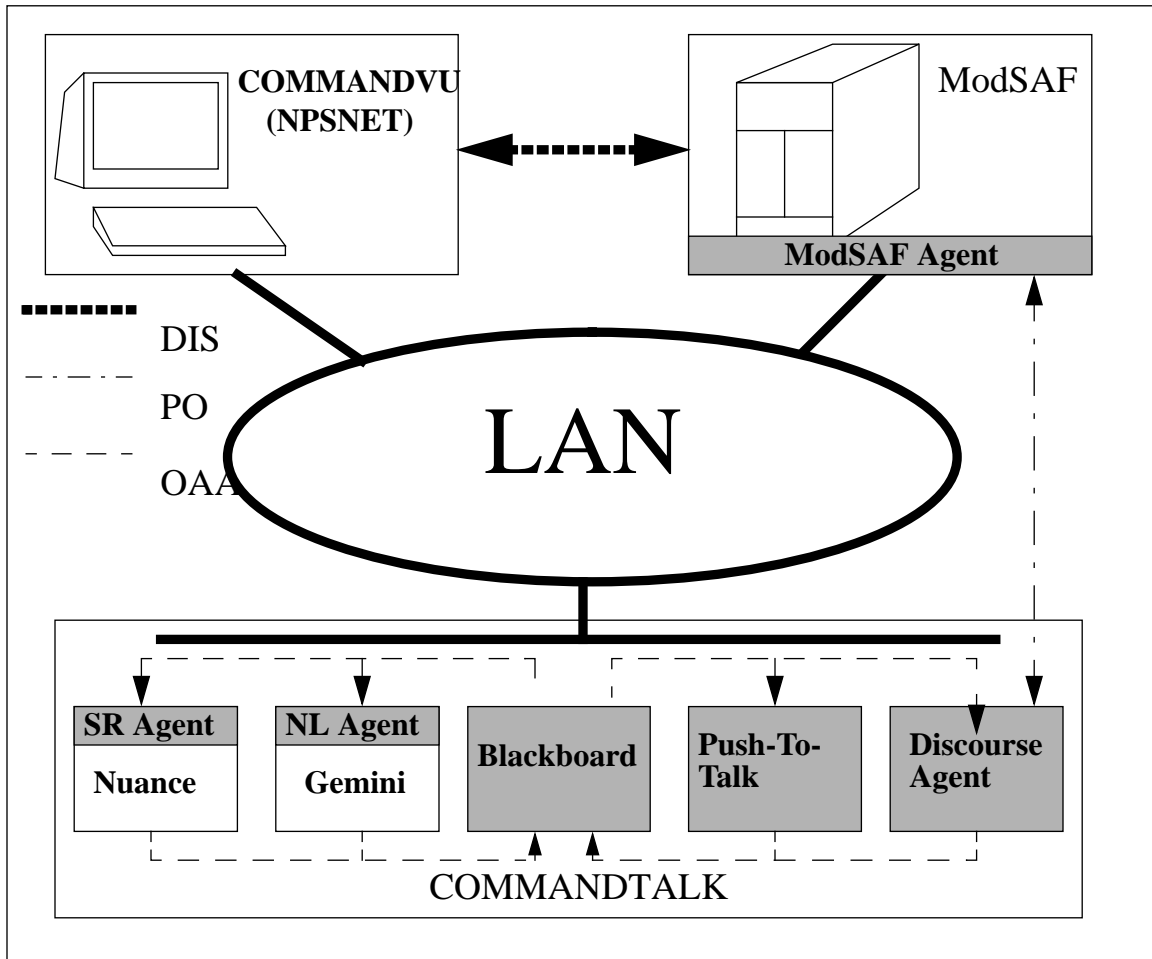 COMMANDVU
(NPSNET)
ModSAF
ModSAF Agent
DIS
PO
OAA
LAN
SR Agent
Nuance
NL Agent
Gemini
Blackboard
Push-To-
Talk
Discourse
Agent
COMMANDTALK